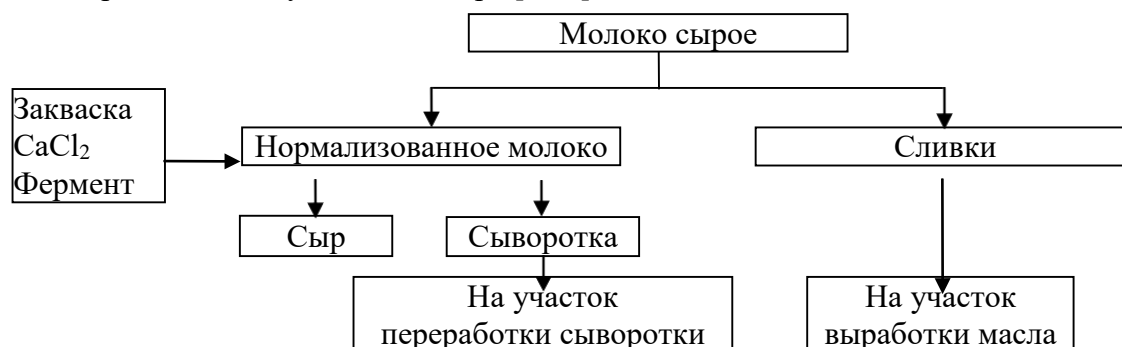 Молоко сырое
Закваска
CaCl₂
Фермент
Нормализованное молоко
Сливки
Сыр
Сыворотка
На участок
переработки сыворотки
На участок
выработки масла